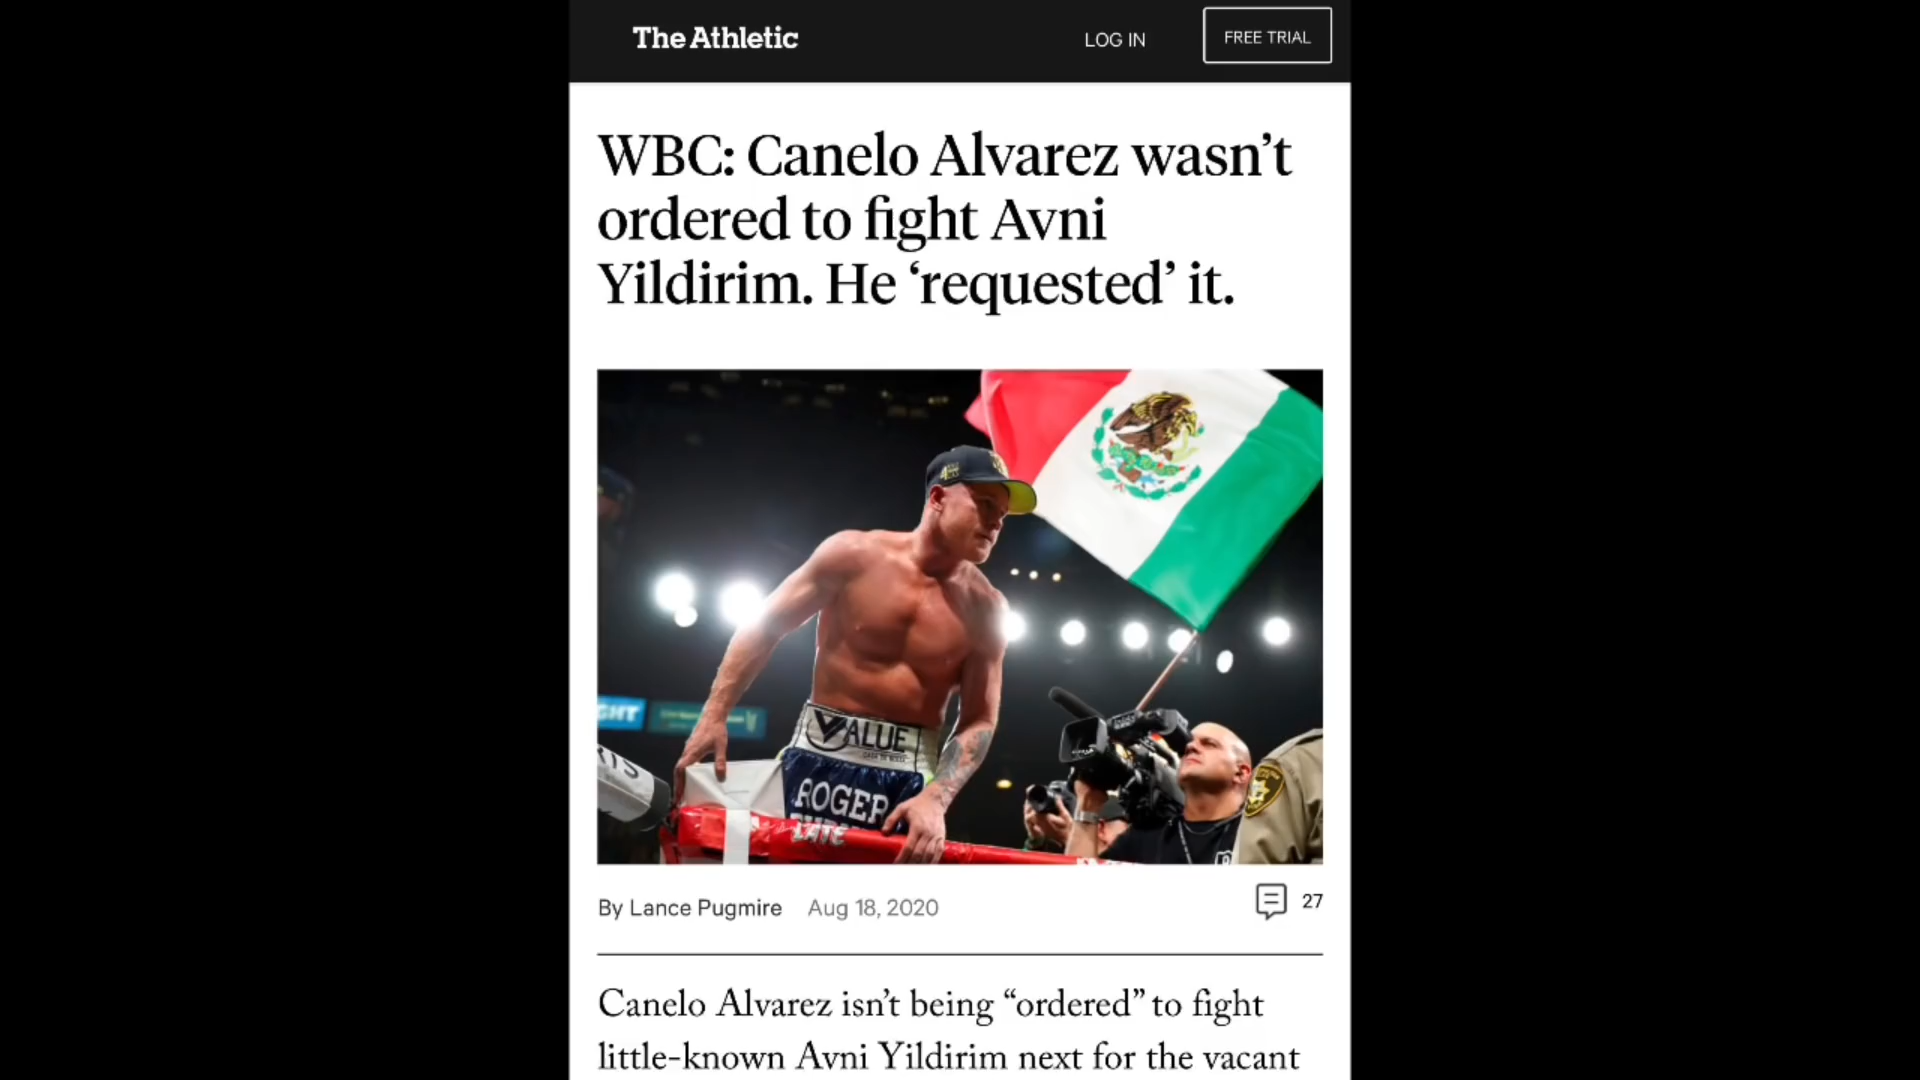 The Athletic
LOG IN
FREE TRIAL
WBC: Canelo Alvarez wasn’t
ordered to fight Avni
Yildirim. He ‘requested’ it.
VALUE
ROGER
By Lance Pugmire Aug 18, 2020
27
Canelo Alvarez isn’t being “ordered” to fight
little-known Avni Yildirim next for the vacant